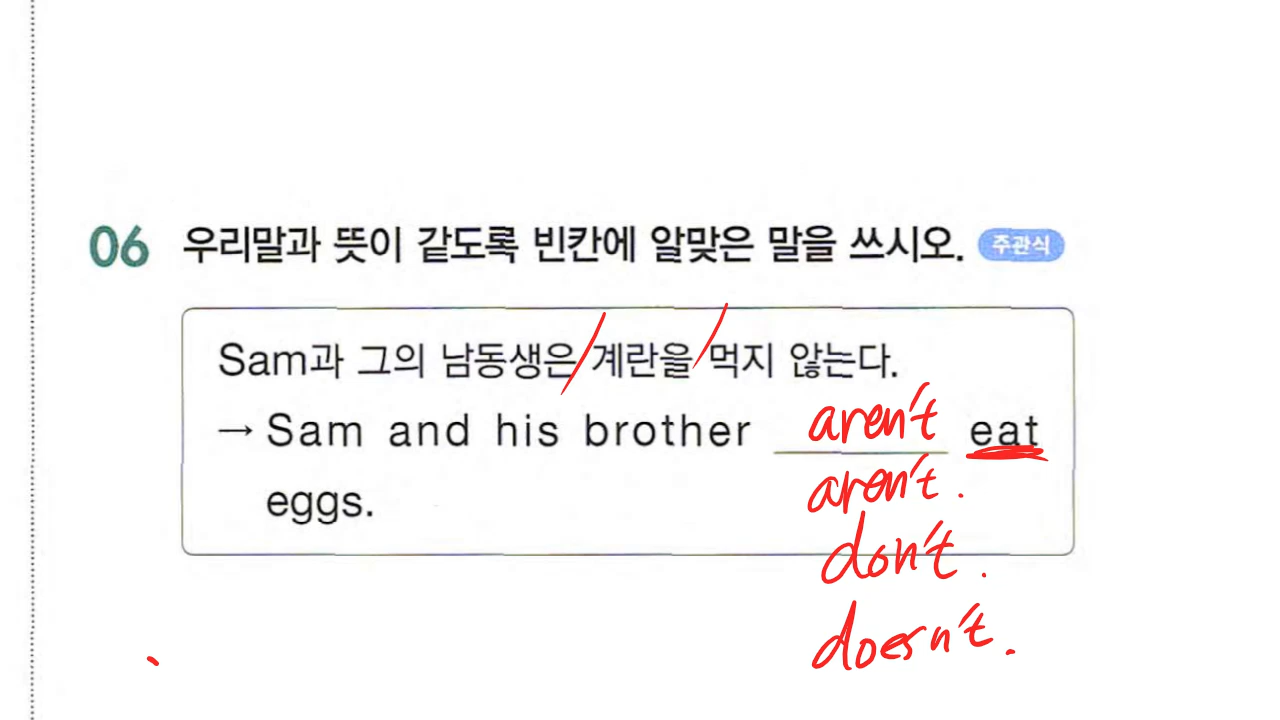 06 우리말과 뜻이 같도록 빈칸에 알맞은 말을 쓰시오. 주관식
Sam과 그의 남동생은 / 계란을 / 먹지 않는다.
→ Sam and his brother aren't eat
aren't.
eggs.
don't.
doesn't.